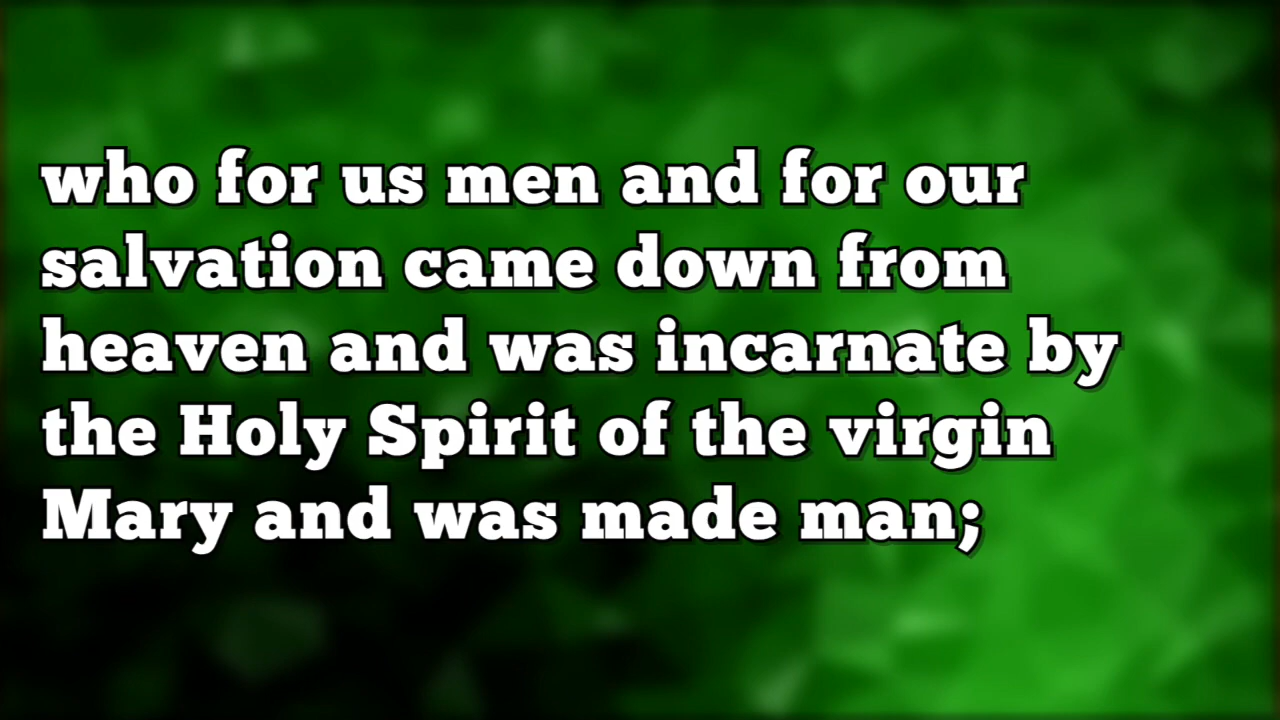 who for us men and for our
salvation came down from
heaven and was incarnate by
the Holy Spirit of the virgin
Mary and was made man;